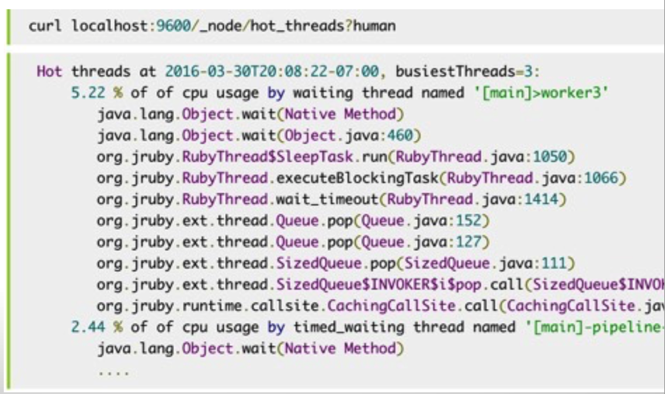 curl localhost:9600/_node/hot_threads?human
Hot threads at 2016-03-30T20:08:22-07:00, busiestThreads=3:
5.22 % of of cpu usage by waiting thread named '[main]>worker3'
java.lang.Object.wait(Native Method)
java.lang.Object.wait(Object.java:460)
org.jruby.RubyThread$SleepTask.run(RubyThread.java:1050)
org.jruby.RubyThread.executeBlockingTask(RubyThread.java:1066)
org.jruby.RubyThread.wait_timeout(RubyThread.java:1414)
org.jruby.ext.thread.Queue.pop(Queue.java:152)
org.jruby.ext.thread.Queue.pop(Queue.java:127)
org.jruby.ext.thread.SizedQueue.pop(SizedQueue.java:111)
org.jruby.ext.thread.SizedQueue$INVOKER$i$pop.call(SizedQueue$INVOK
org.jruby.runtime.callsite.CachingCallSite.call(CachingCallSite.jav
2.44 % of of cpu usage by timed_waiting thread named '[main]-pipeline-
java.lang.Object.wait(Native Method)
....